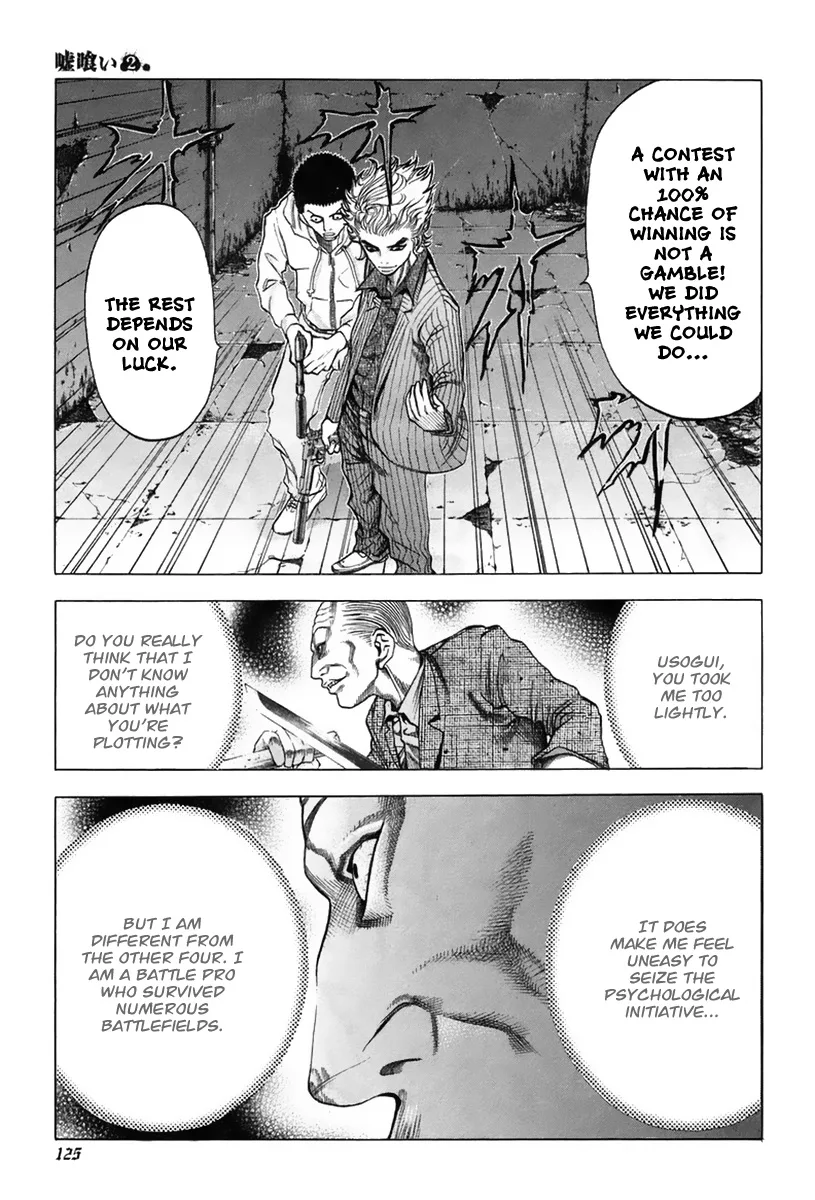 嘘喰い2。
A CONTEST
WITH AN
100%
CHANCE OF
WINNING IS
NOT A
GAMBLE!
WE DID
EVERYTHING
WE COULD
DO...
THE REST
DEPENDS
ON OUR
LUCK.
オ
オ
オ
USOGUI,
YOU TOOK
ME TOO
LIGHTLY.
DO YOU REALLY
THINK THAT I
DON'T KNOW
ANYTHING
ABOUT WHAT
YOU'RE
PLOTTING?
IT DOES
MAKE ME FEEL
UNEASY TO
SEIZE THE
PSYCHOLOGICAL
INITIATIVE...
BUT I AM
DIFFERENT FROM
THE OTHER FOUR. I
AM A BATTLE PRO
WHO SURVIVED
NUMEROUS
BATTLEFIELDS.
125